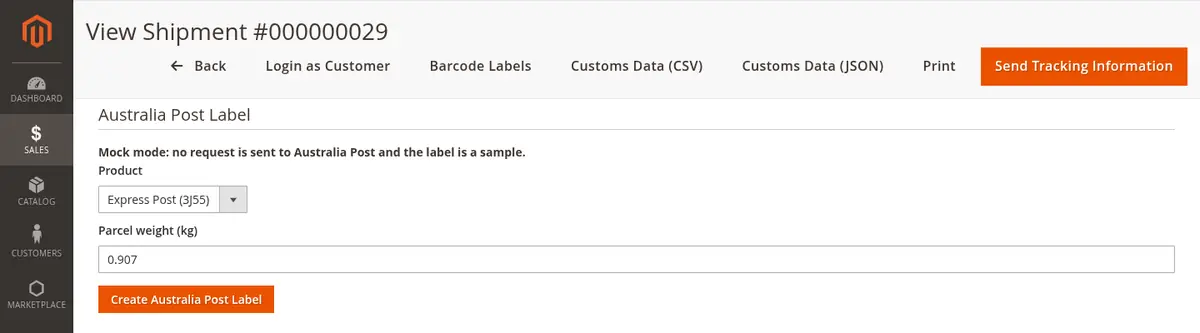 View Shipment #000000029
← Back Login as Customer Barcode Labels Customs Data (CSV) Customs Data (JSON) Print Send Tracking Information
DASHBOARD
$
SALES
CATALOG
CUSTOMERS
MARKETPLACE
Australia Post Label
Mock mode: no request is sent to Australia Post and the label is a sample.
Product
Express Post (3J55)
Parcel weight (kg)
0.907
Create Australia Post Label